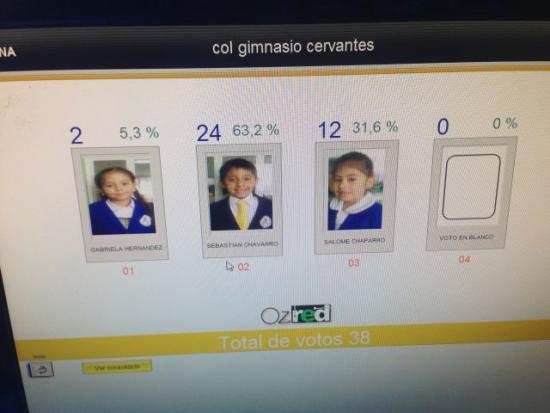 NA
col gimnasio cervantes
2 5,3 % 24 63,2 % 12 31,6 % 0 0 %
GABRIELA HERNANDEZ SEBASTIAN CHAVARRO SALOME CHAPARRO VOTO EN BLANCO
01 02 03 04
Ozred
Total de votos 38
Ver consolidado